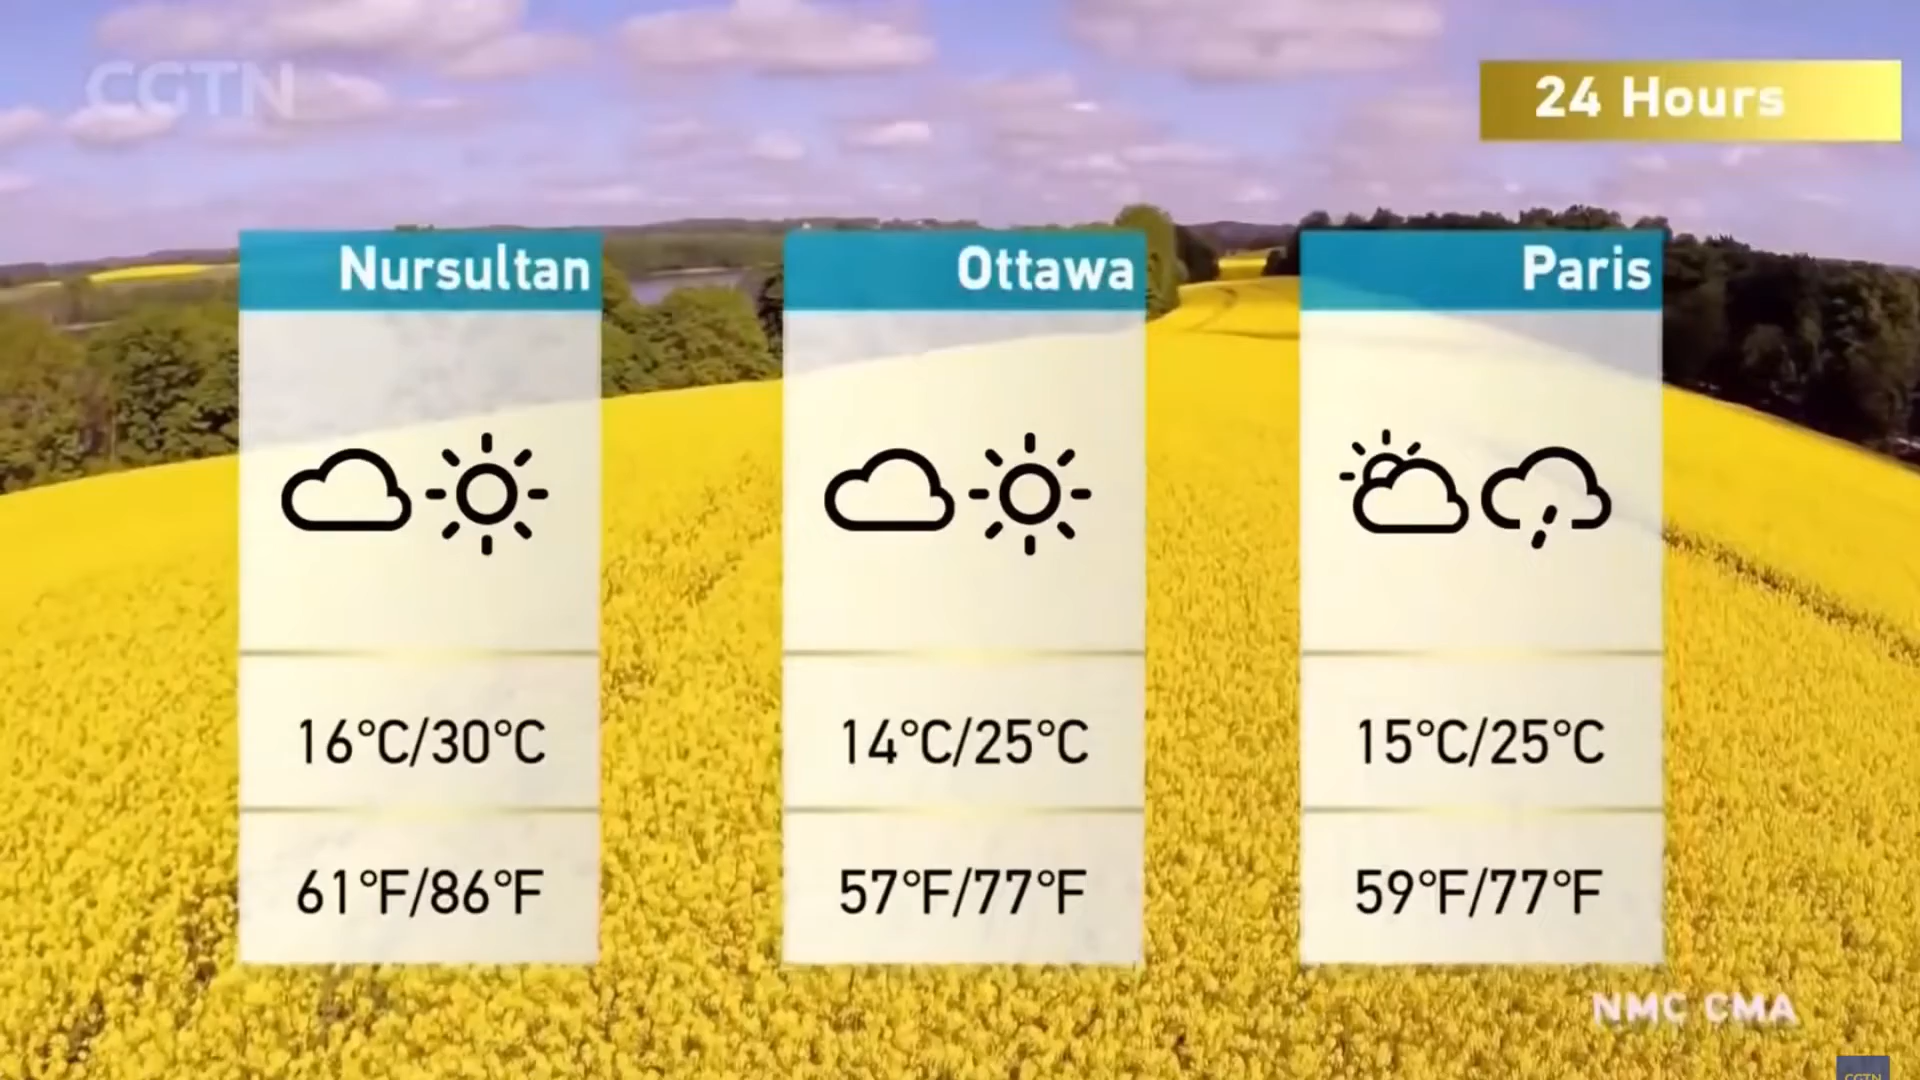 CGTN
24 Hours
Nursultan
16°C/30°C
61°F/86°F
Ottawa
14°C/25°C
57°F/77°F
Paris
15°C/25°C
59°F/77°F
NMC CMA
CGTN